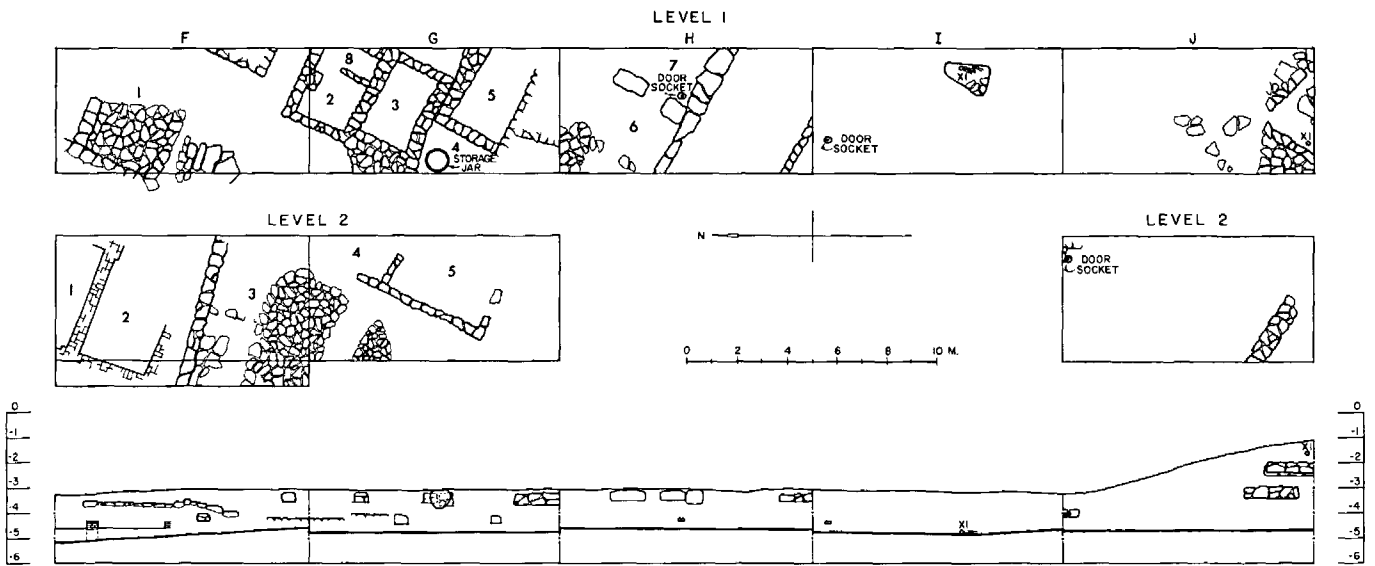 LEVEL 1
F G H I J
1
8
2
3
5
4
STORAGE
JAR
7
DOOR
SOCKET
6
XI
DOOR
SOCKET
XI
LEVEL 2
LEVEL 2
1
2
3
4
5
N
DOOR
SOCKET
0 2 4 6 8 10 M.
0
-1
-2
-3
-4
-5
-6
XI
XI
0
-1
-2
-3
-4
-5
-6